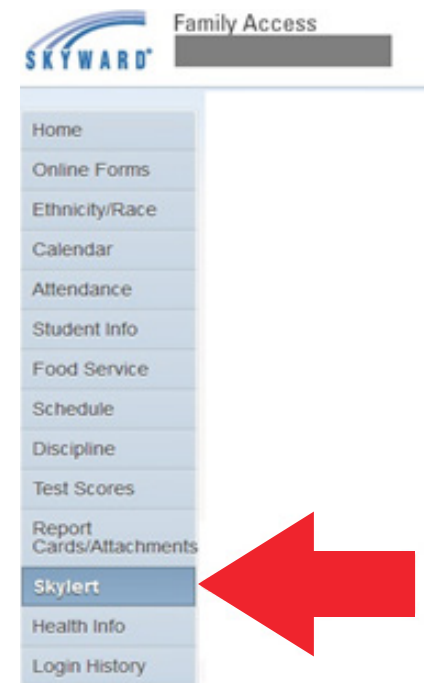 Family Access
SKYWARD®
Home
Online Forms
Ethnicity/Race
Calendar
Attendance
Student Info
Food Service
Schedule
Discipline
Test Scores
Report
Cards/Attachments
Skylert
Health Info
Login History